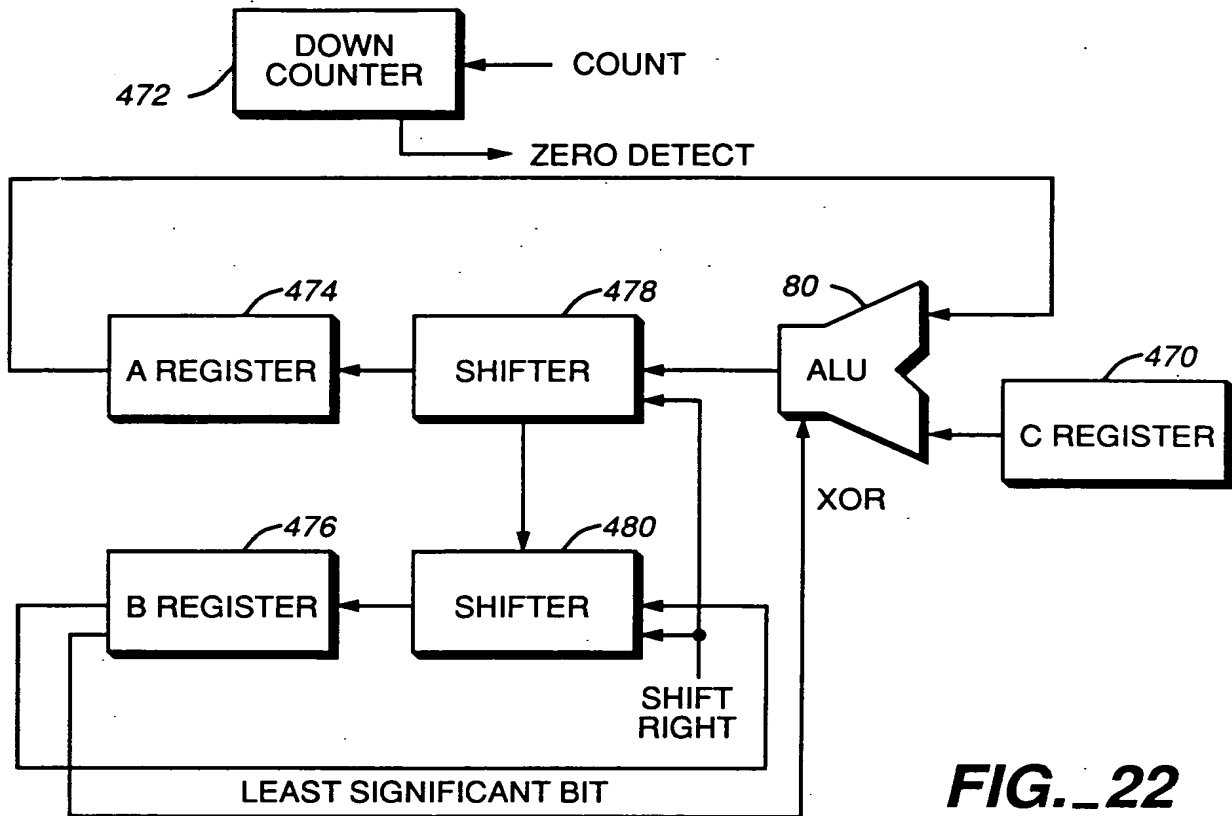 DOWN
COUNTER
COUNT
472
ZERO DETECT
474
478
80
470
A REGISTER
SHIFTER
ALU
C REGISTER
XOR
476
480
B REGISTER
SHIFTER
SHIFT
RIGHT
LEAST SIGNIFICANT BIT
FIG._22